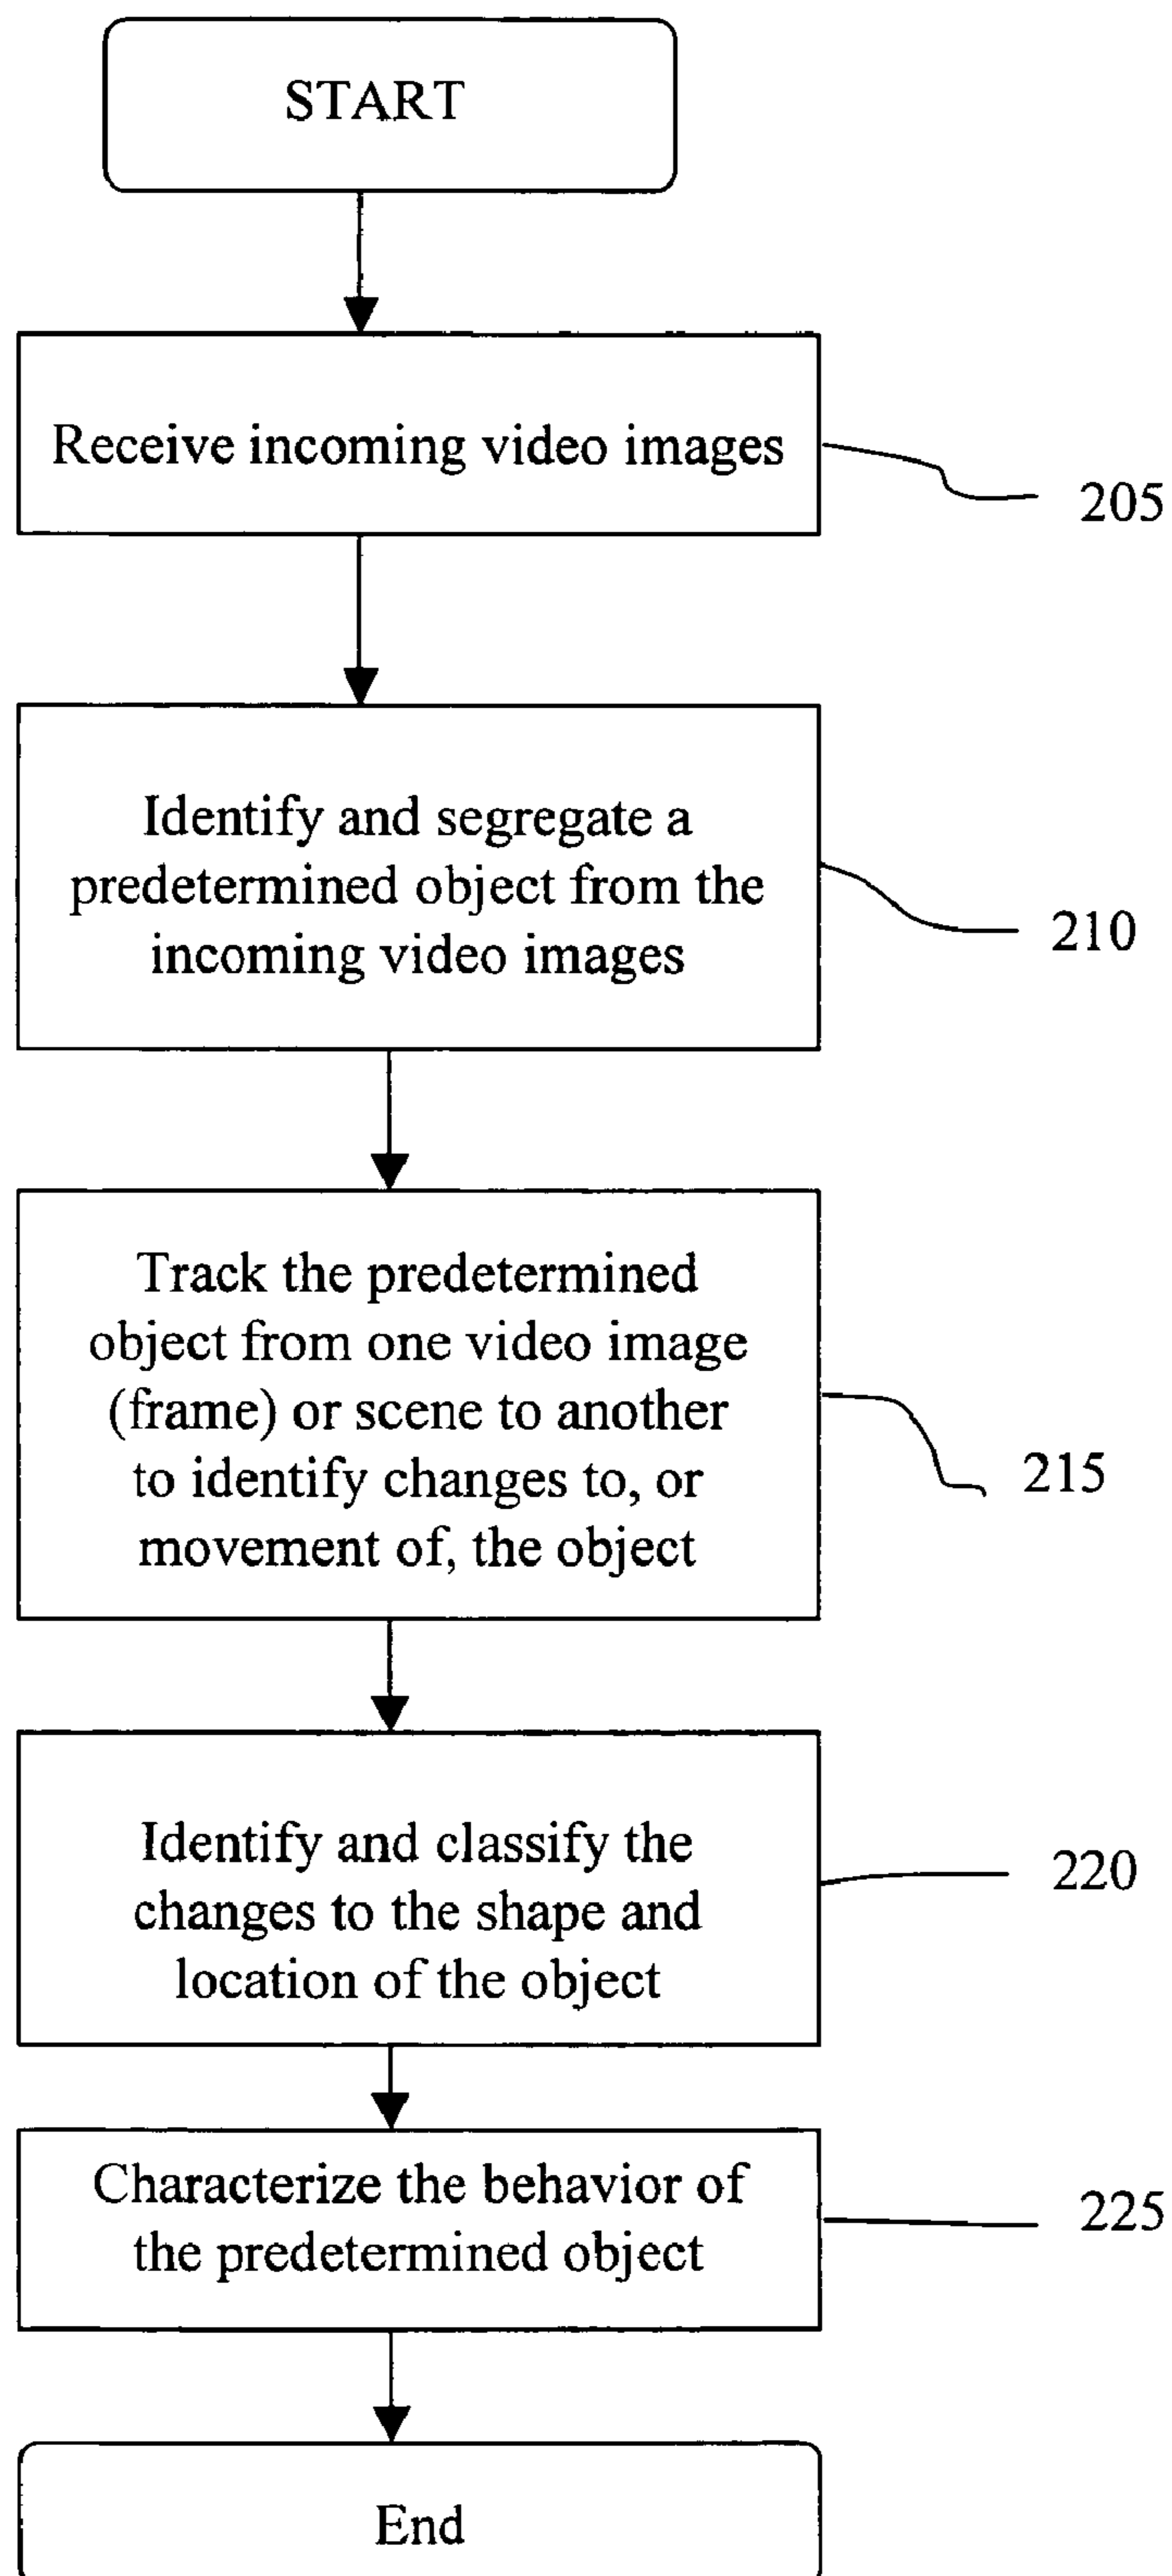 START
Receive incoming video images
205
Identify and segregate a
predetermined object from the
incoming video images
210
Track the predetermined
object from one video image
(frame) or scene to another
to identify changes to, or
movement of, the object
215
Identify and classify the
changes to the shape and
location of the object
220
Characterize the behavior of
the predetermined object
225
End